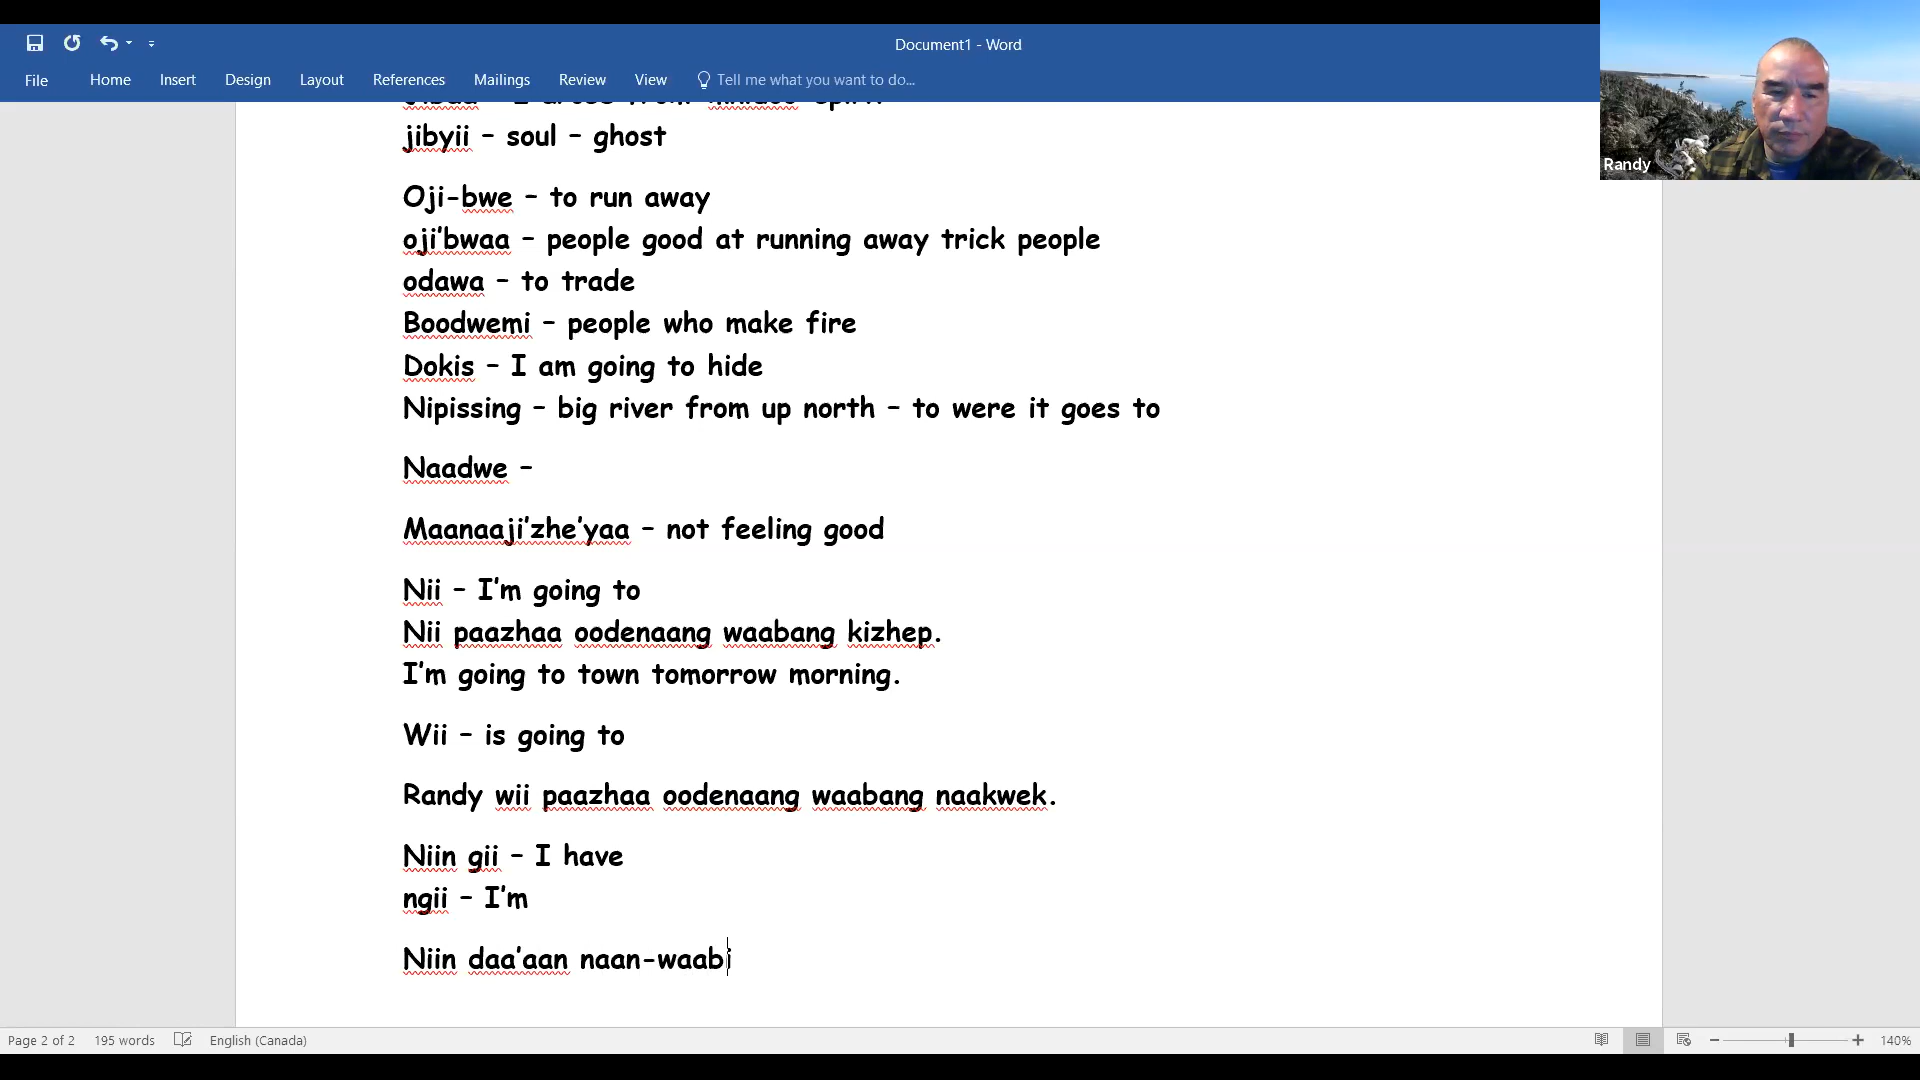 Document1 - Word
File Home Insert Design Layout References Mailings Review View Tell me what you want to do...
Randy
jibyii – soul – ghost
Oji-bwe – to run away
oji'bwaa – people good at running away trick people
odawa – to trade
Boodwemi – people who make fire
Dokis – I am going to hide
Nipissing – big river from up north – to were it goes to
Naadwe –
Maanaaji'zhe'yaa – not feeling good
Nii – I'm going to
Nii paazhaa oodenaang waabang kizhep.
I'm going to town tomorrow morning.
Wii – is going to
Randy wii paazhaa oodenaang waabang naakwek.
Niin gii – I have
ngii – I'm
Niin daa'aan naan-waabi
Page 2 of 2 195 words English (Canada) 140%